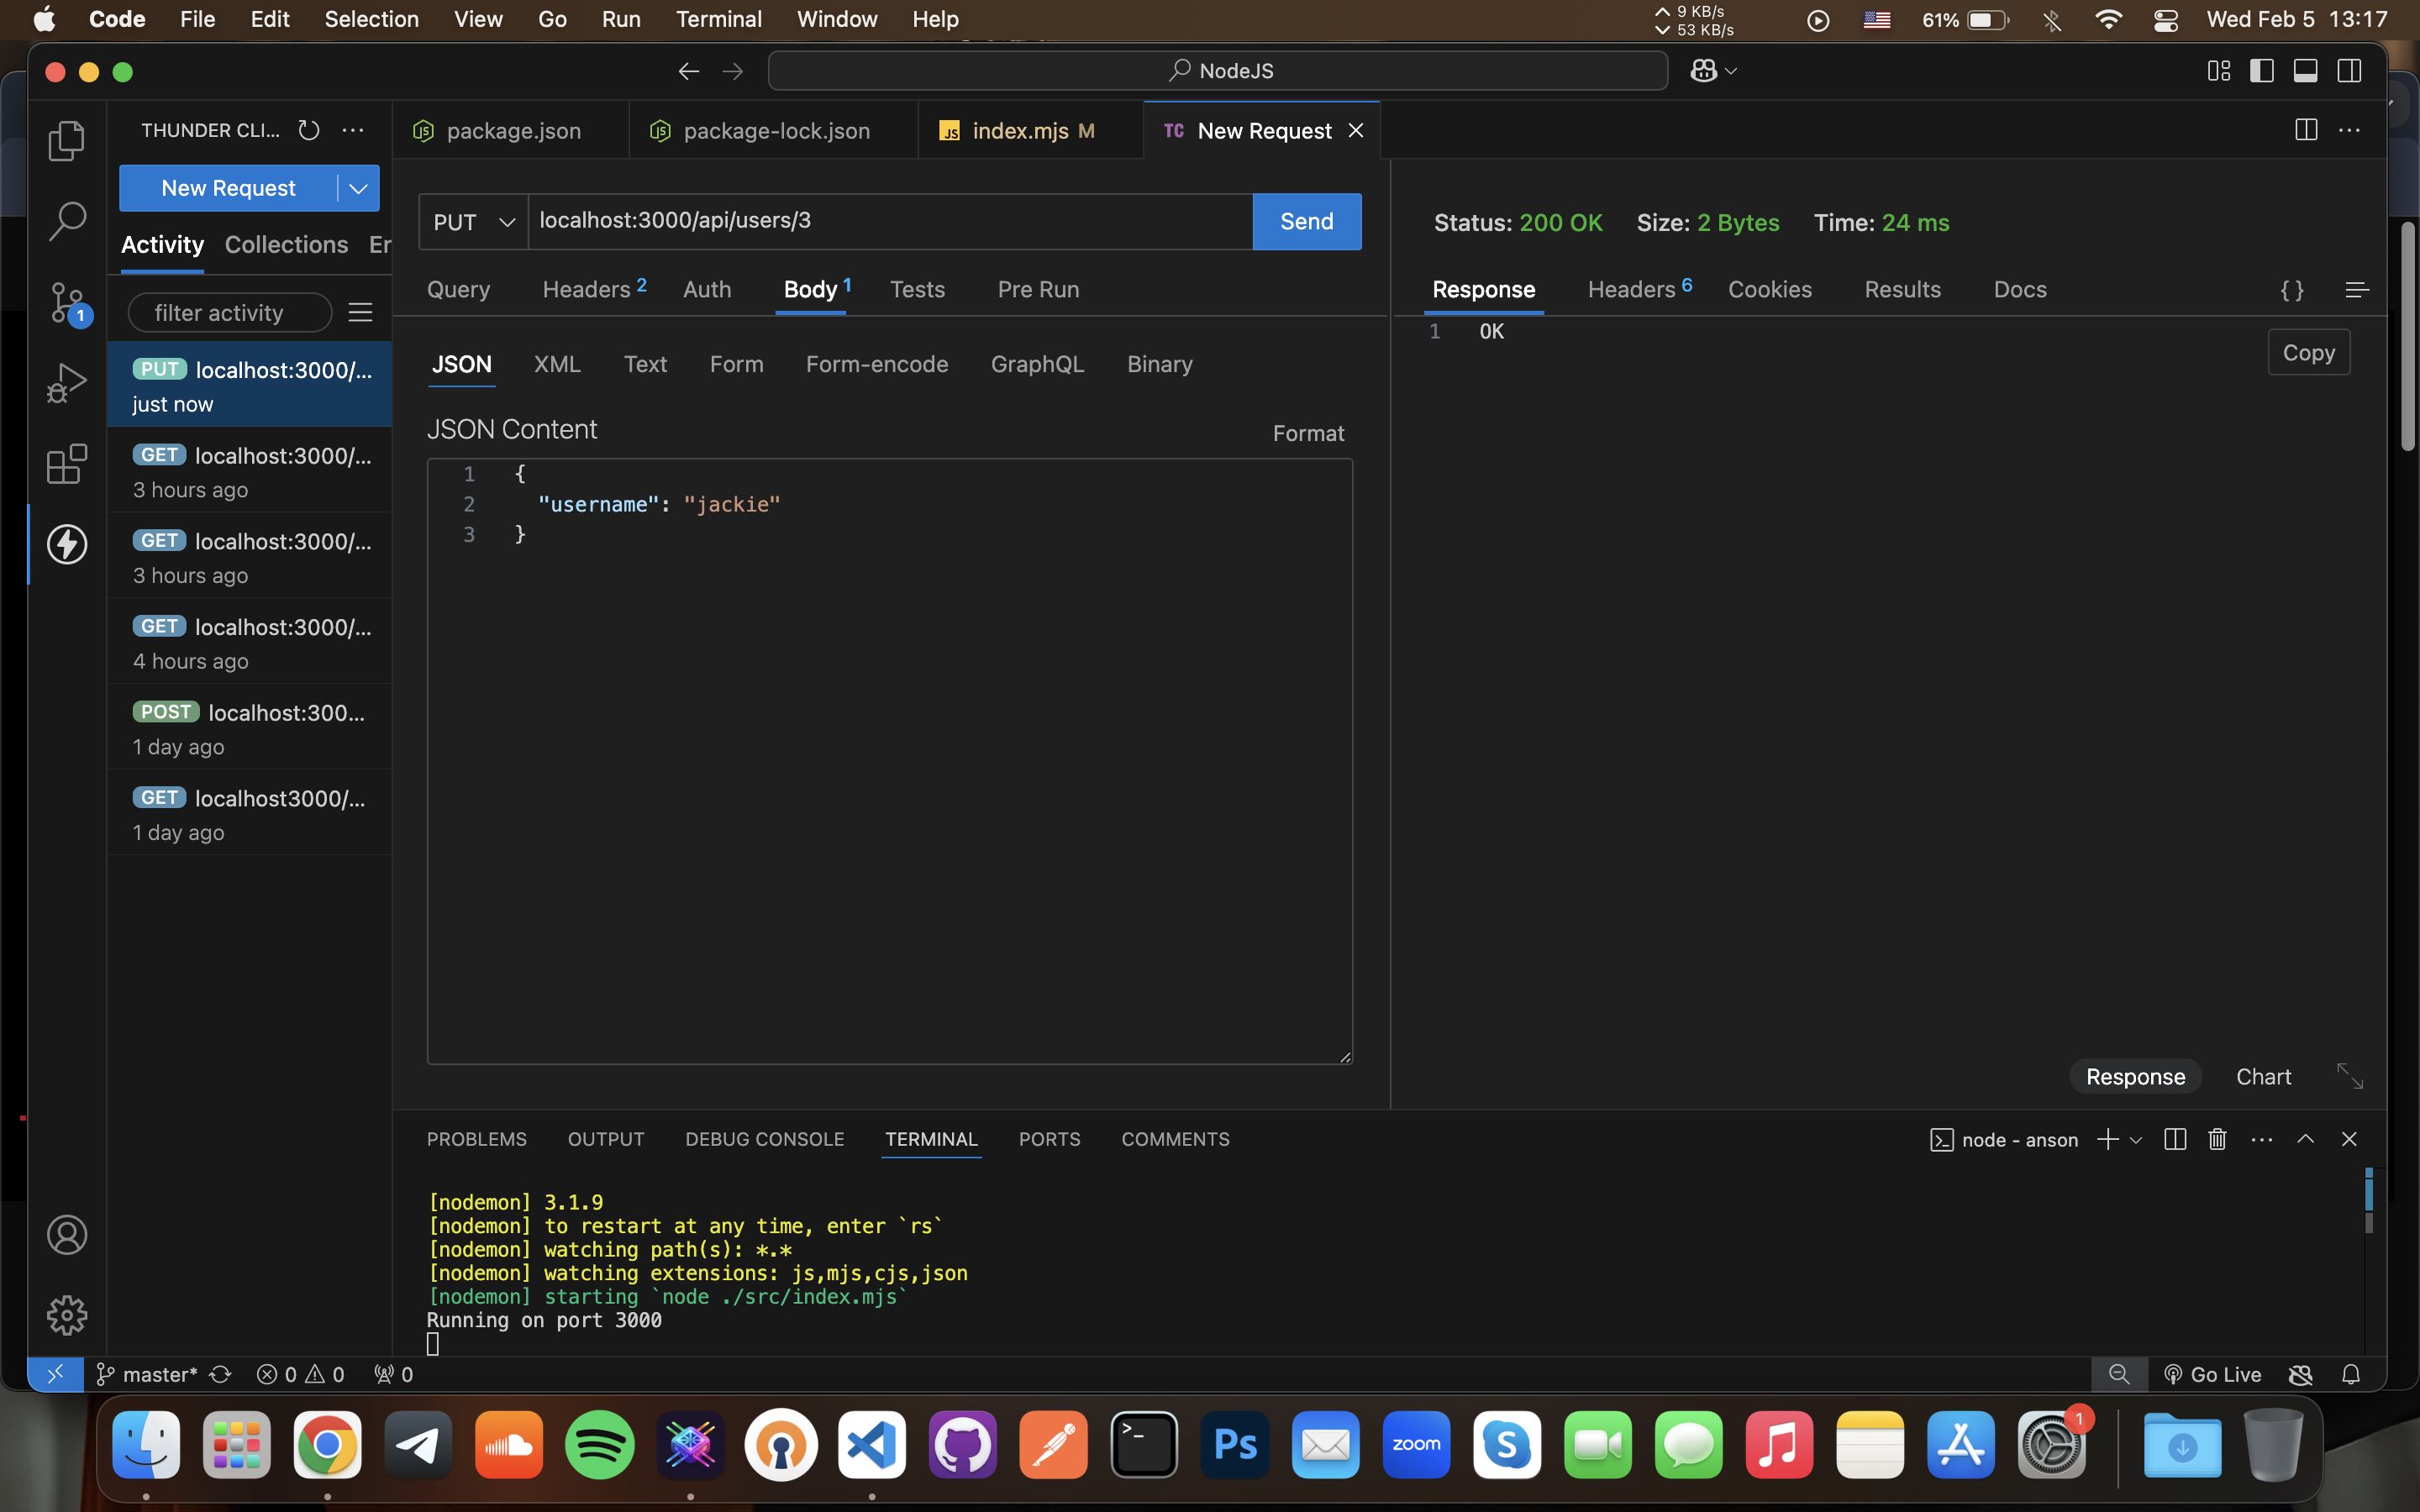 Code File Edit Selection View Go Run Terminal Window Help 9 KB/s 53 KB/s 61% Wed Feb 5 13:17
NodeJS
THUNDER CLI... package.json package-lock.json JS index.mjs M TC New Request
New Request
PUT localhost:3000/api/users/3 Send
Status: 200 OK Size: 2 Bytes Time: 24 ms
Activity Collections Er
Query Headers 2 Auth Body 1 Tests Pre Run
Response Headers 6 Cookies Results Docs { }
filter activity
1
1 OK
Copy
PUT localhost:3000/...
just now
GET localhost:3000/...
3 hours ago
GET localhost:3000/...
3 hours ago
GET localhost:3000/...
4 hours ago
POST localhost:300...
1 day ago
GET localhost3000/...
1 day ago
JSON XML Text Form Form-encode GraphQL Binary
JSON Content Format
1 {
2 "username": "jackie"
3 }
Response Chart
PROBLEMS OUTPUT DEBUG CONSOLE TERMINAL PORTS COMMENTS node - anson
[nodemon] 3.1.9
[nodemon] to restart at any time, enter `rs`
[nodemon] watching path(s): *.*
[nodemon] watching extensions: js,mjs,cjs,json
[nodemon] starting `node ./src/index.mjs`
Running on port 3000
master* 0 0 0 Go Live
Ps zoom S 1